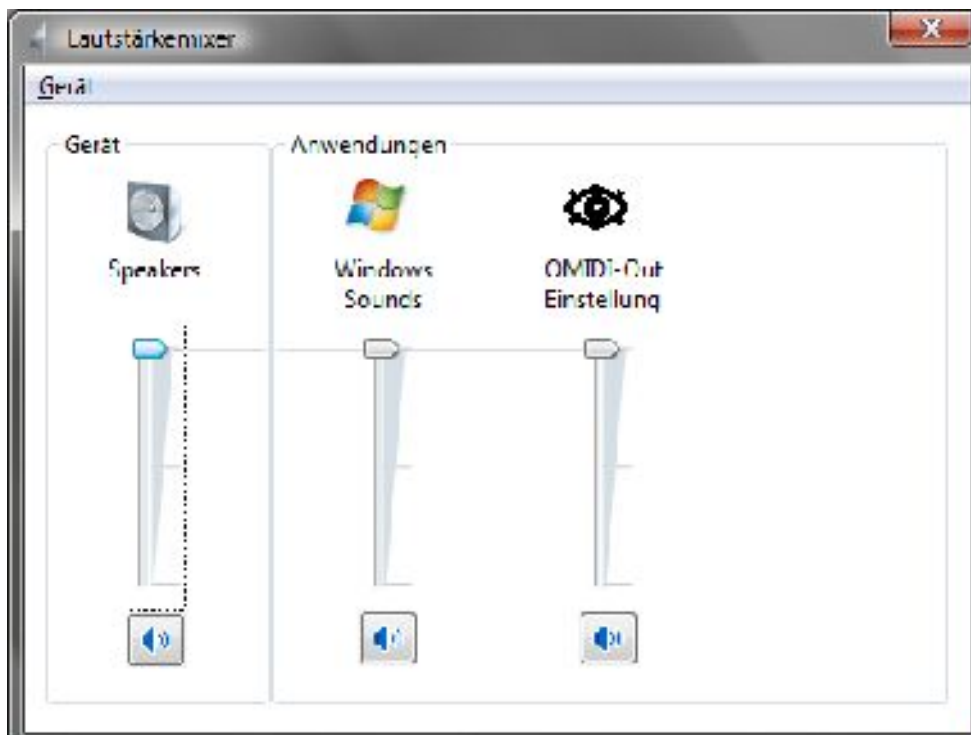 Lautstärkemixer
Gerät
Gerät
Anwendungen
Speakers
Windows
Sounds
OMIDI-Out
Einstellung